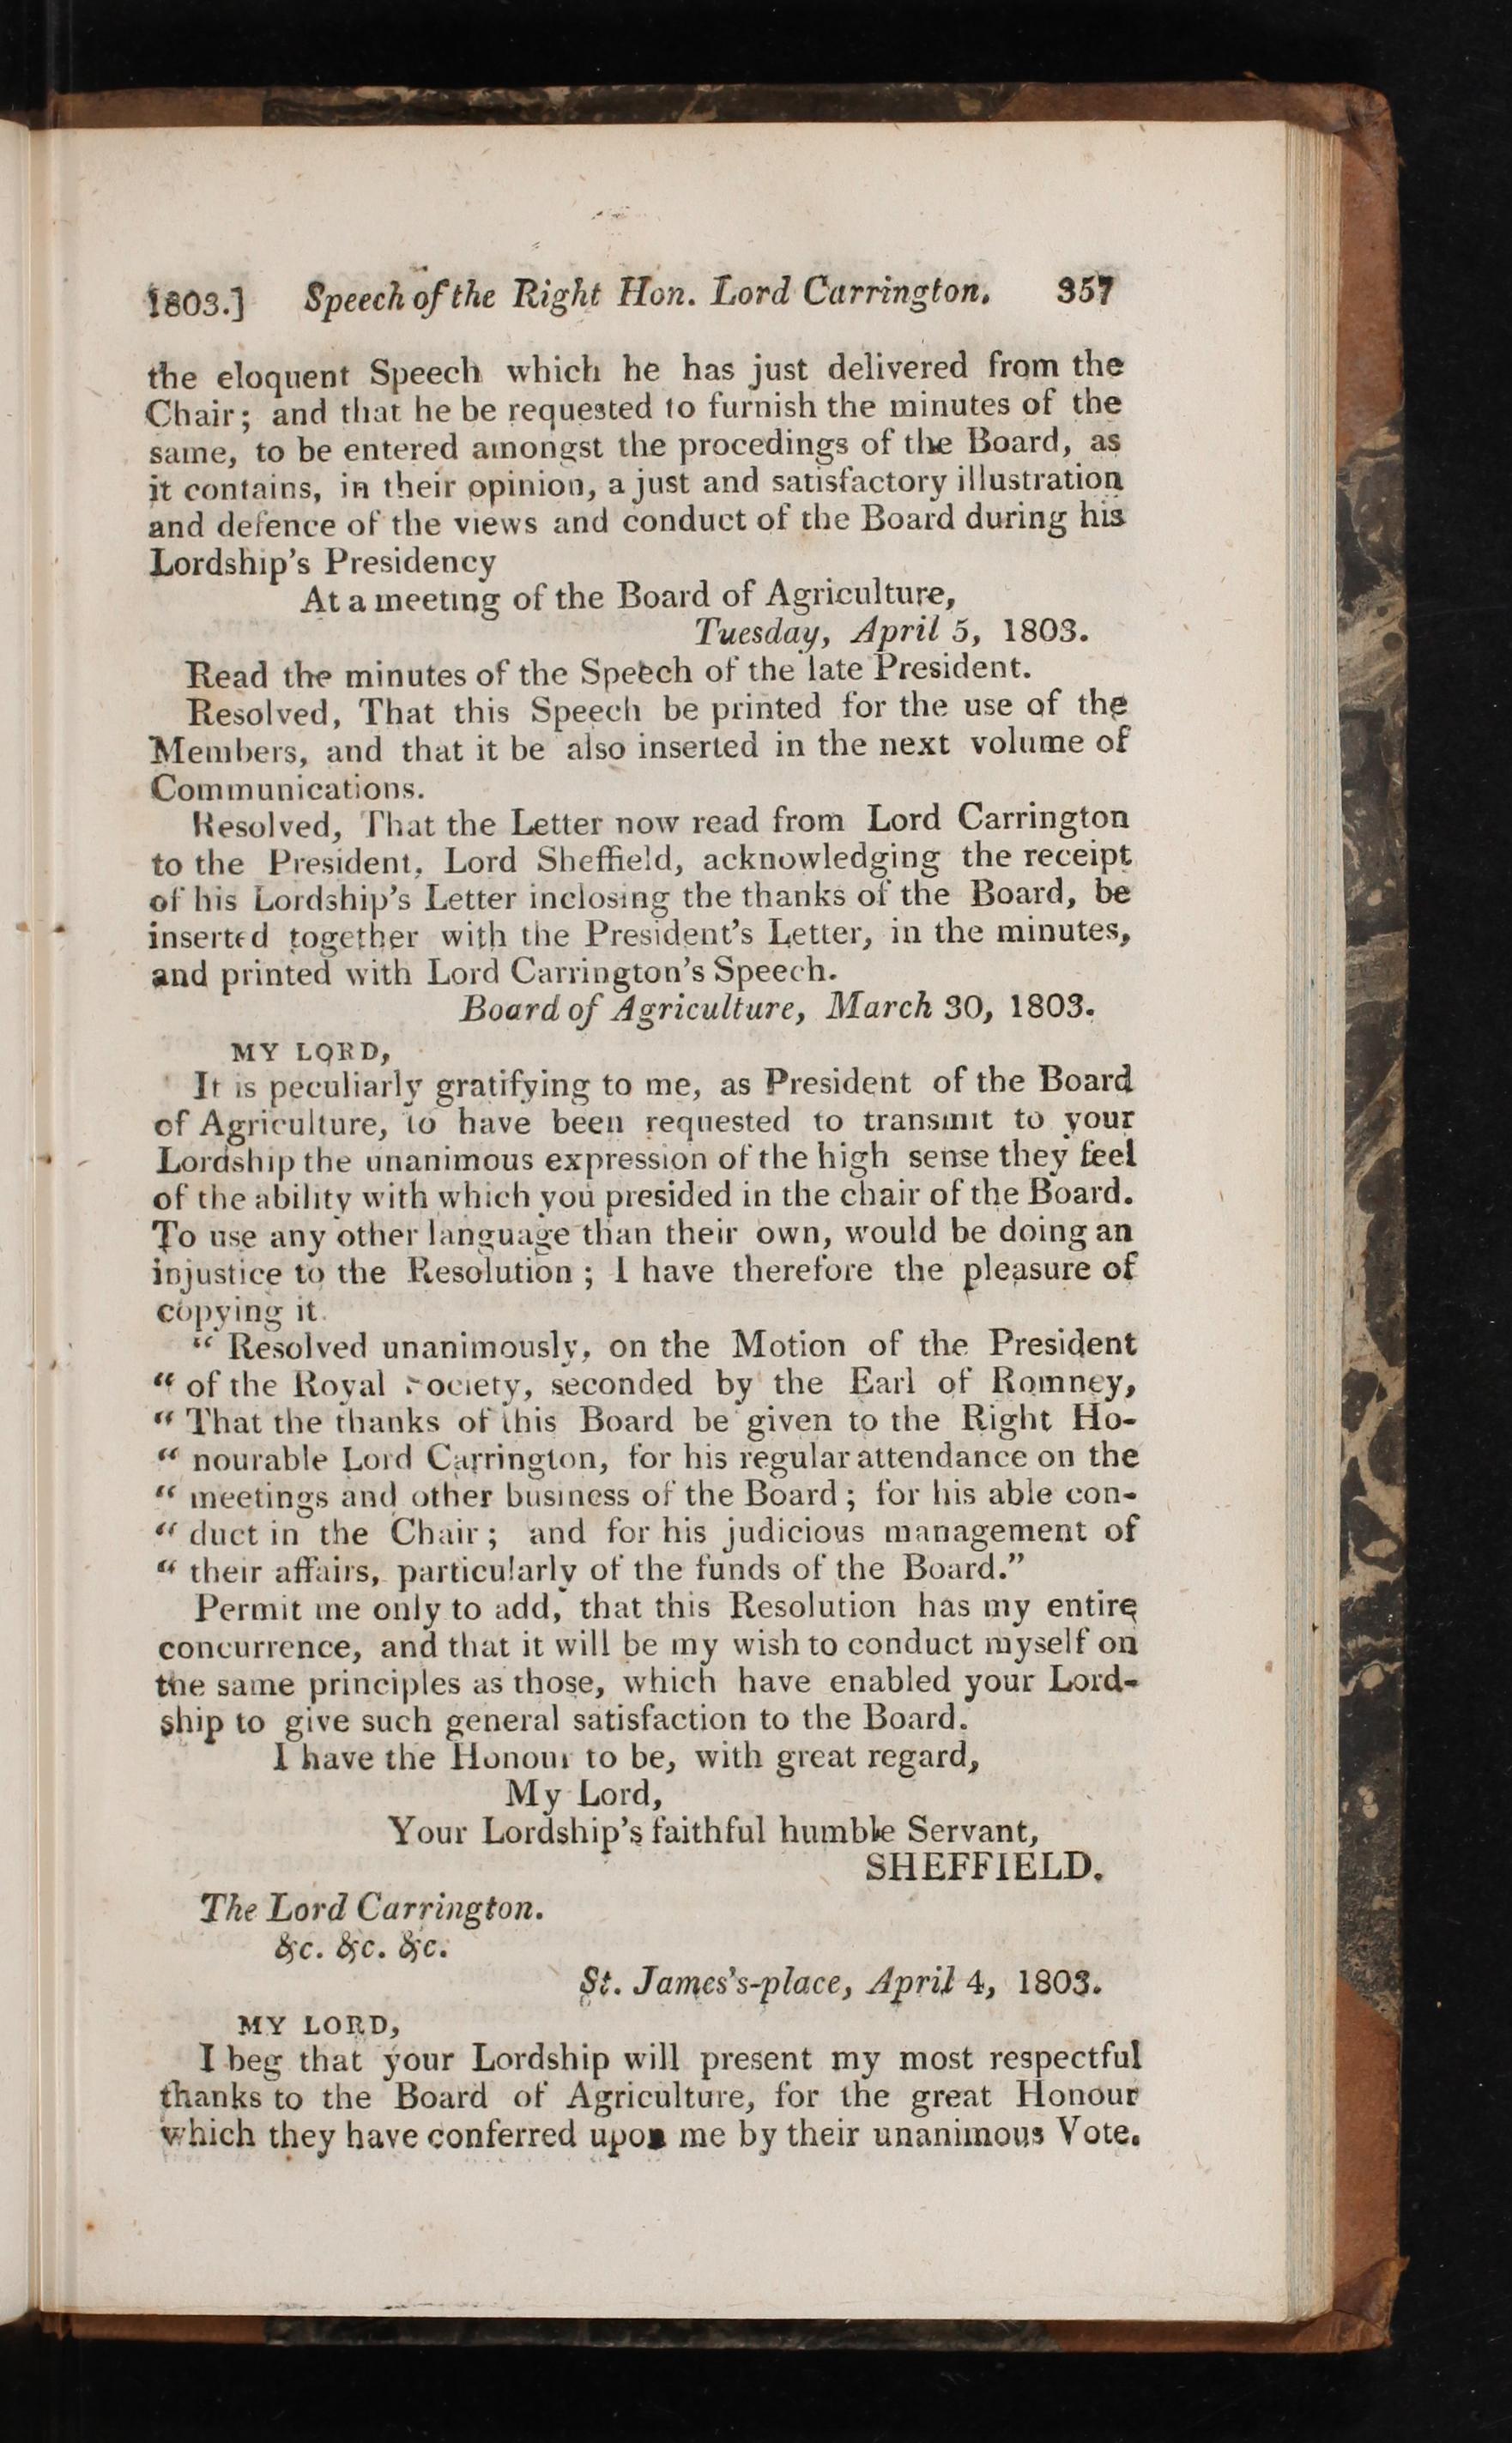 1803.] Speech of the Right Hon. Lord Carrington. 357
the eloquent Speech which he has just delivered from the
Chair; and that he be requested to furnish the minutes of the
same, to be entered amongst the procedings of the Board, as
it contains, in their opinion, a just and satisfactory illustration
and defence of the views and conduct of the Board during his
Lordship's Presidency
At a meeting of the Board of Agriculture,
Tuesday, April 5, 1803.
Read the minutes of the Speech of the late President.
Resolved, That this Speech be printed for the use of the
Members, and that it be also inserted in the next volume of
Communications.
Resolved, That the Letter now read from Lord Carrington
to the President, Lord Sheffield, acknowledging the receipt
of his Lordship's Letter inclosing the thanks of the Board, be
inserted together with the President's Letter, in the minutes,
and printed with Lord Carrington's Speech.
Board of Agriculture, March 30, 1803.
MY LORD,
It is peculiarly gratifying to me, as President of the Board
of Agriculture, to have been requested to transmit to your
Lordship the unanimous expression of the high sense they feel
of the ability with which you presided in the chair of the Board.
To use any other language than their own, would be doing an
injustice to the Resolution; I have therefore the pleasure of
copying it.
“ Resolved unanimously, on the Motion of the President
“ of the Royal Society, seconded by the Earl of Romney,
“ That the thanks of this Board be given to the Right Ho-
“ nourable Lord Carrington, for his regular attendance on the
“ meetings and other business of the Board; for his able con-
“ duct in the Chair; and for his judicious management of
“ their affairs, particularly of the funds of the Board.”
Permit me only to add, that this Resolution has my entire
concurrence, and that it will be my wish to conduct myself on
the same principles as those, which have enabled your Lord-
ship to give such general satisfaction to the Board.
I have the Honour to be, with great regard,
My Lord,
Your Lordship's faithful humble Servant,
SHEFFIELD.
The Lord Carrington.
&c. &c. &c.
St. James's-place, April 4, 1803.
MY LORD,
I beg that your Lordship will present my most respectful
thanks to the Board of Agriculture, for the great Honour
which they have conferred upon me by their unanimous Vote.